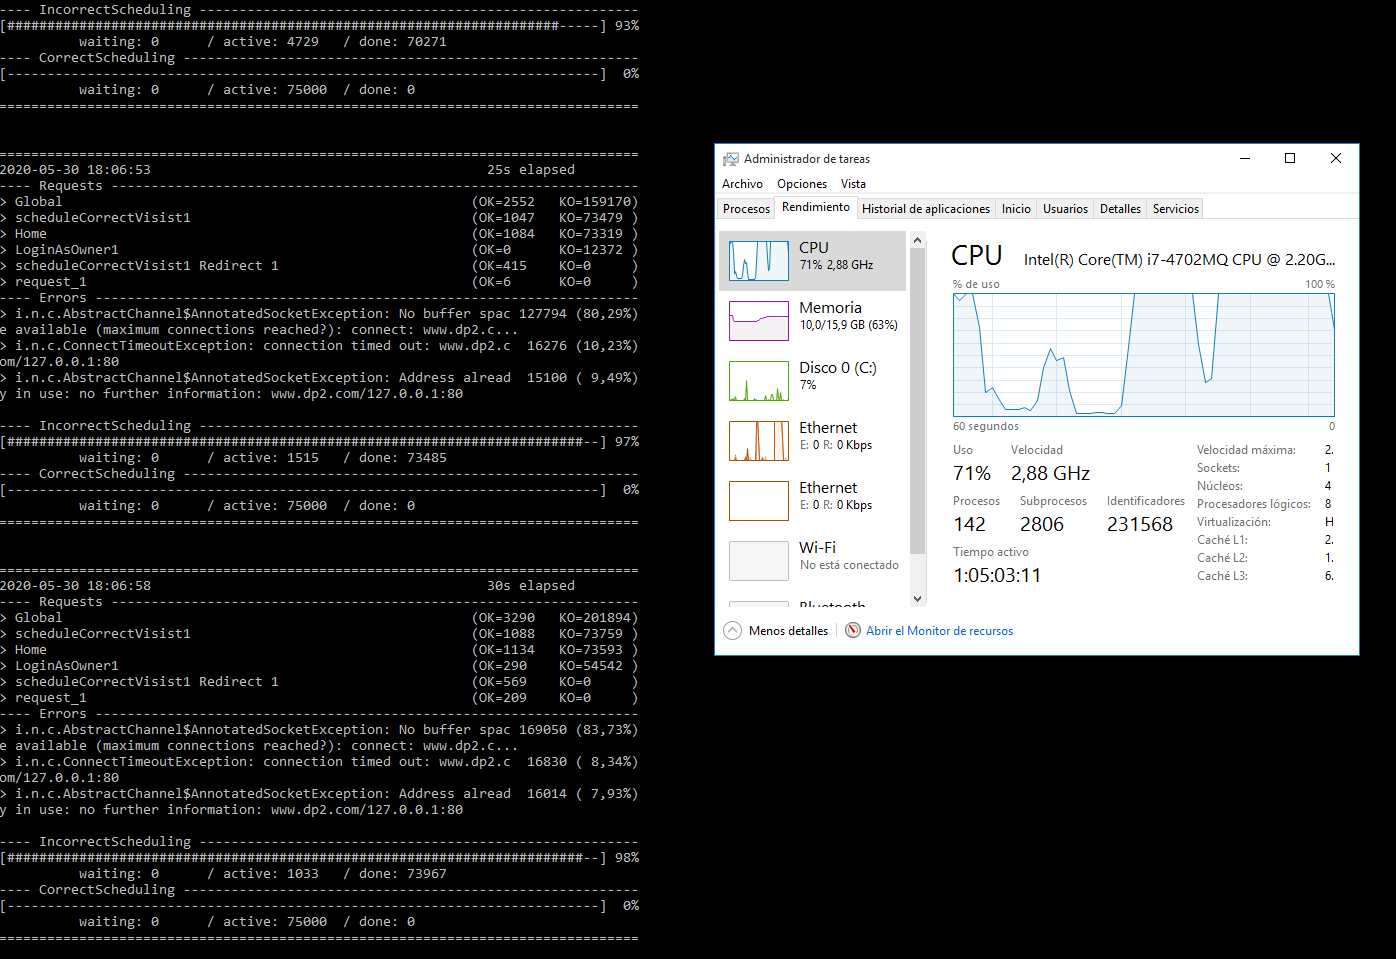 ---- IncorrectScheduling -------------------------------------------------------
[######################################################################-----] 93%
waiting: 0 / active: 4729 / done: 70271
---- CorrectScheduling ---------------------------------------------------------
[---------------------------------------------------------------------------] 0%
waiting: 0 / active: 75000 / done: 0
================================================================================
================================================================================
2020-05-30 18:06:53 25s elapsed
---- Requests ------------------------------------------------------------------
> Global (OK=2552 KO=159170)
> scheduleCorrectVisist1 (OK=1047 KO=73479 )
> Home (OK=1084 KO=73319 )
> LoginAsOwner1 (OK=0 KO=12372 )
> scheduleCorrectVisist1 Redirect 1 (OK=415 KO=0 )
> request_1 (OK=6 KO=0 )
---- Errors --------------------------------------------------------------------
> i.n.c.AbstractChannel$AnnotatedSocketException: No buffer spac 127794 (80,29%)
e available (maximum connections reached?): connect: www.dp2.c...
> i.n.c.ConnectTimeoutException: connection timed out: www.dp2.c 16276 (10,23%)
om/127.0.0.1:80
> i.n.c.AbstractChannel$AnnotatedSocketException: Address alread 15100 ( 9,49%)
y in use: no further information: www.dp2.com/127.0.0.1:80
---- IncorrectScheduling -------------------------------------------------------
[#########################################################################--] 97%
waiting: 0 / active: 1515 / done: 73485
---- CorrectScheduling ---------------------------------------------------------
[---------------------------------------------------------------------------] 0%
waiting: 0 / active: 75000 / done: 0
================================================================================
================================================================================
2020-05-30 18:06:58 30s elapsed
---- Requests ------------------------------------------------------------------
> Global (OK=3290 KO=201894)
> scheduleCorrectVisist1 (OK=1088 KO=73759 )
> Home (OK=1134 KO=73593 )
> LoginAsOwner1 (OK=290 KO=54542 )
> scheduleCorrectVisist1 Redirect 1 (OK=569 KO=0 )
> request_1 (OK=209 KO=0 )
---- Errors --------------------------------------------------------------------
> i.n.c.AbstractChannel$AnnotatedSocketException: No buffer spac 169050 (83,73%)
e available (maximum connections reached?): connect: www.dp2.c...
> i.n.c.ConnectTimeoutException: connection timed out: www.dp2.c 16830 ( 8,34%)
om/127.0.0.1:80
> i.n.c.AbstractChannel$AnnotatedSocketException: Address alread 16014 ( 7,93%)
y in use: no further information: www.dp2.com/127.0.0.1:80
---- IncorrectScheduling -------------------------------------------------------
[#########################################################################--] 98%
waiting: 0 / active: 1033 / done: 73967
---- CorrectScheduling ---------------------------------------------------------
[---------------------------------------------------------------------------] 0%
waiting: 0 / active: 75000 / done: 0
================================================================================
Administrador de tareas
Archivo Opciones Vista
Procesos Rendimiento Historial de aplicaciones Inicio Usuarios Detalles Servicios
CPU
71% 2,88 GHz
Memoria
10,0/15,9 GB (63%)
Disco 0 (C:)
7%
Ethernet
E: 0 R: 0 Kbps
Ethernet
E: 0 R: 0 Kbps
Wi-Fi
No está conectado
Bluetooth
CPU Intel(R) Core(TM) i7-4702MQ CPU @ 2.20G...
% de uso 100 %
60 segundos 0
Uso Velocidad
71% 2,88 GHz
Procesos Subprocesos Identificadores
142 2806 231568
Tiempo activo
1:05:03:11
Velocidad máxima: 2.
Sockets: 1
Núcleos: 4
Procesadores lógicos: 8
Virtualización: H
Caché L1: 2.
Caché L2: 1.
Caché L3: 6.
Menos detalles Abrir el Monitor de recursos